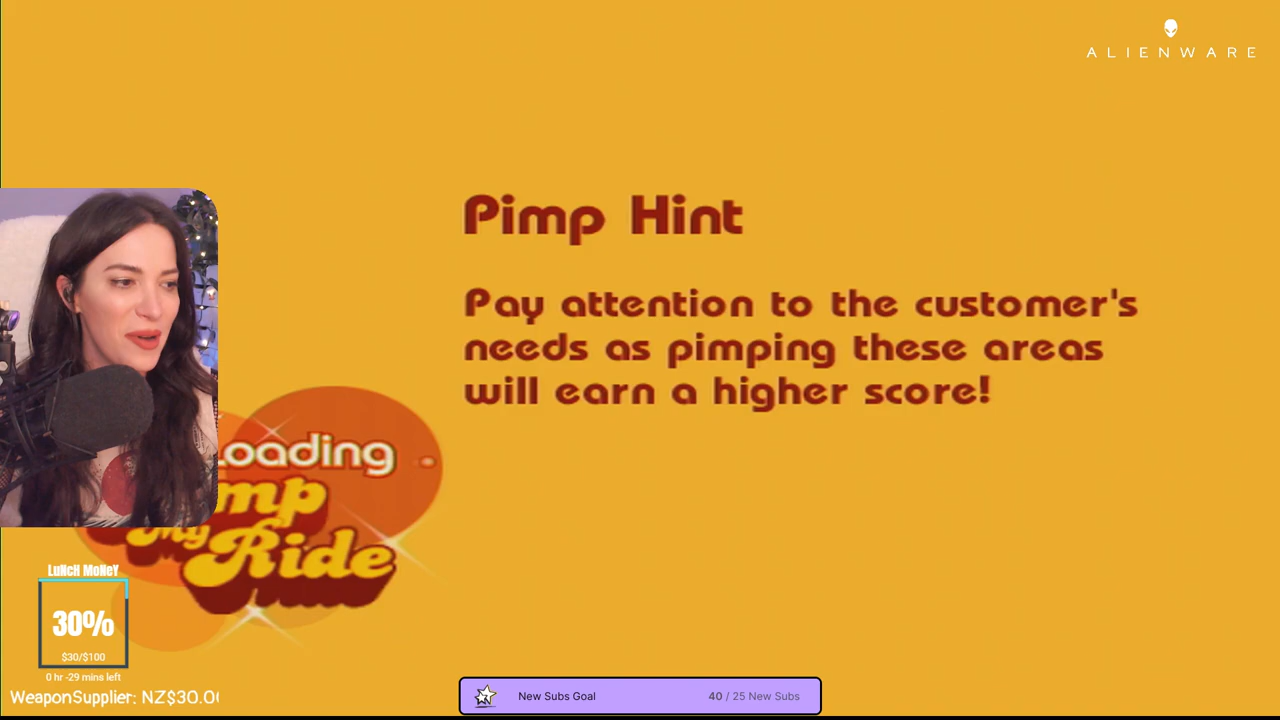 ALIENWARE
Pimp Hint
Pay attention to the customer's
needs as pimping these areas
will earn a higher score!
Loading
My
Ride
LuNcH MoNeY
30%
$30/$100
0 hr -29 mins left
WeaponSupplier: NZ$30.0
New Subs Goal
40 / 25 New Subs